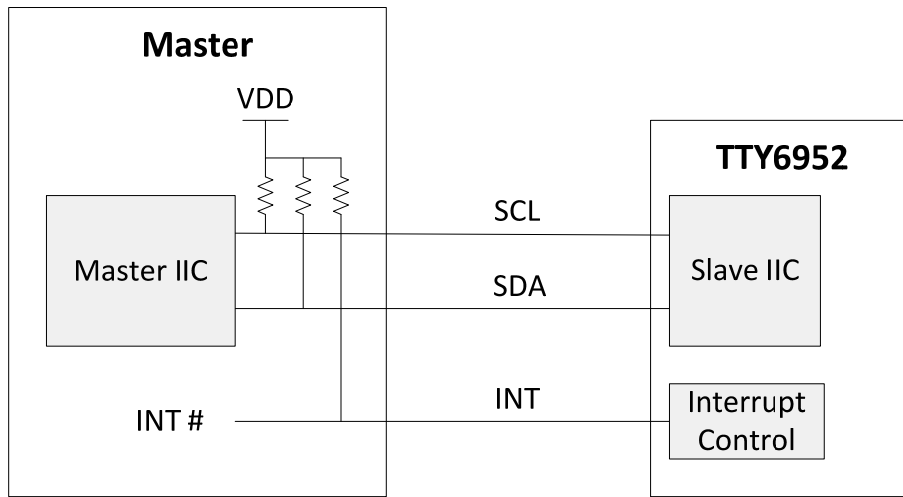 Master
VDD
TTY6952
SCL
Master IIC
Slave IIC
SDA
INT #
INT
Interrupt
Control